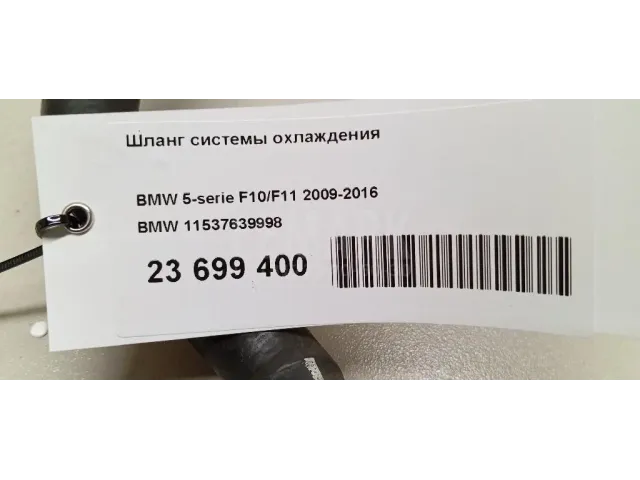 Шланг системы охлаждения
BMW 5-serie F10/F11 2009-2016
BMW 11537639998
23 699 400